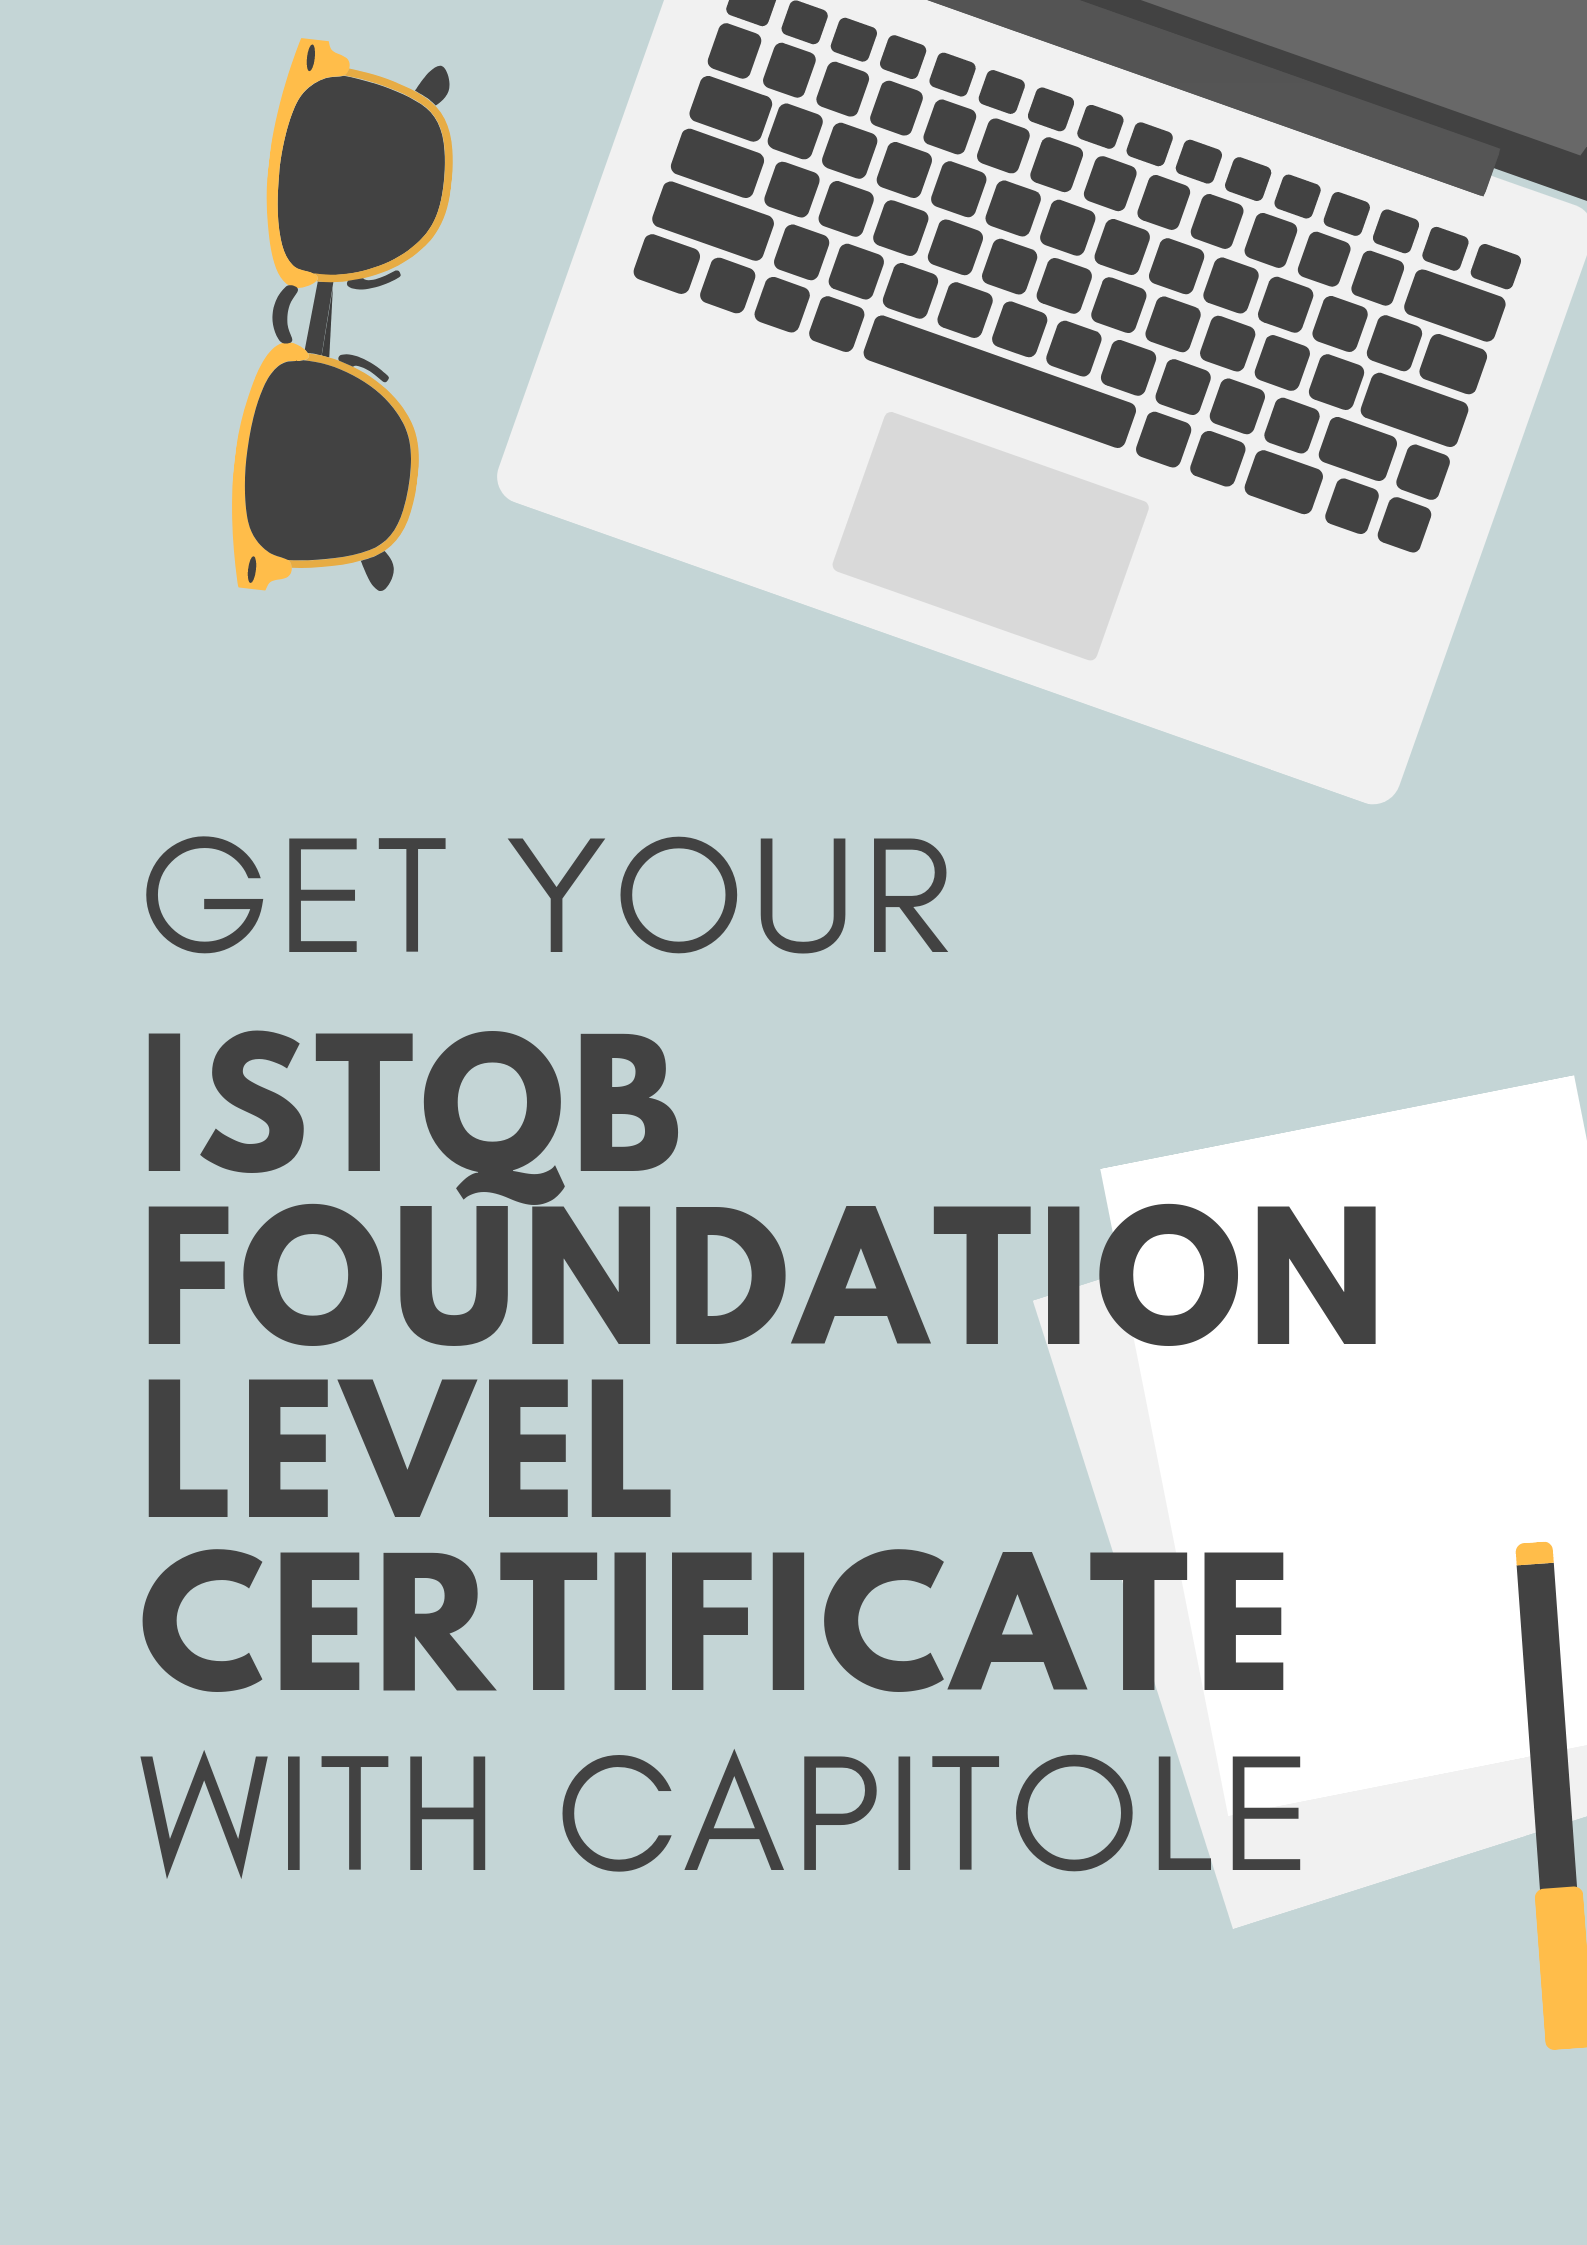 GET YOUR
ISTQB
FOUNDATION
LEVEL
CERTIFICATE
WITH CAPITOLE